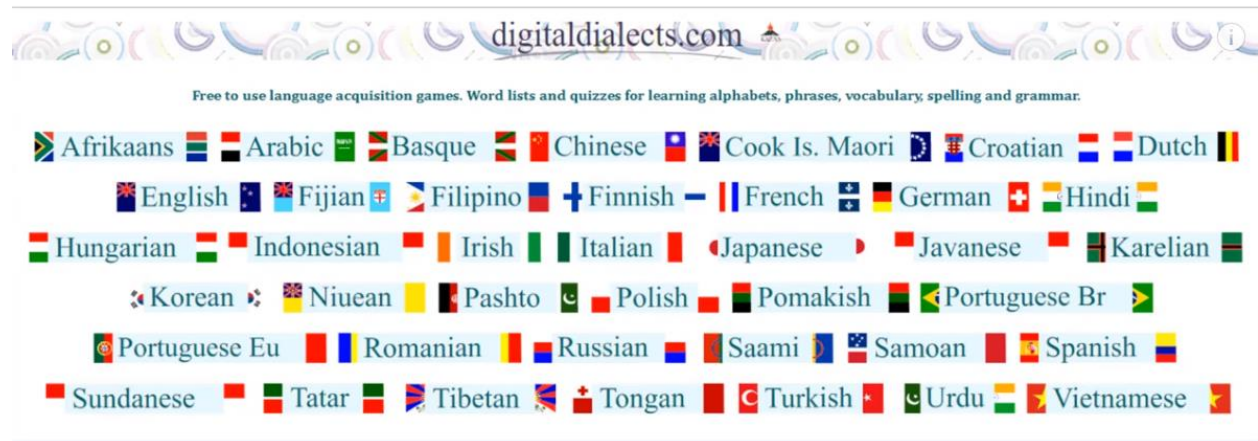 digitaldialects.com
Free to use language acquisition games. Word lists and quizzes for learning alphabets, phrases, vocabulary, spelling and grammar.
Afrikaans Arabic Basque Chinese Cook Is. Maori Croatian Dutch
English Fijian Filipino Finnish French German Hindi
Hungarian Indonesian Irish Italian Japanese Javanese Karelian
Korean Niuean Pashto Polish Pomakish Portuguese Br
Portuguese Eu Romanian Russian Saami Samoan Spanish
Sundanese Tatar Tibetan Tongan Turkish Urdu Vietnamese